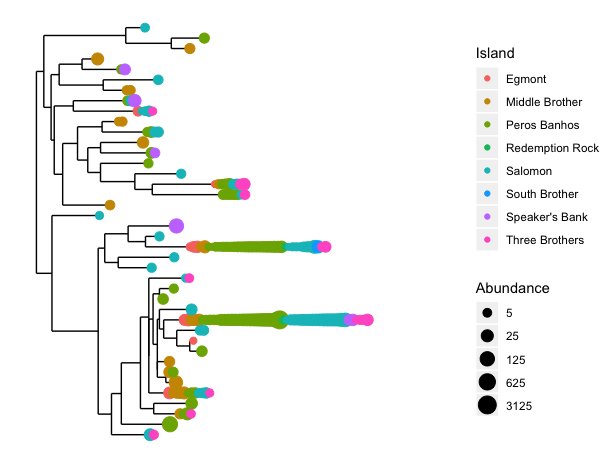 Island
Egmont
Middle Brother
Peros Banhos
Redemption Rock
Salomon
South Brother
Speaker's Bank
Three Brothers
Abundance
5
25
125
625
3125